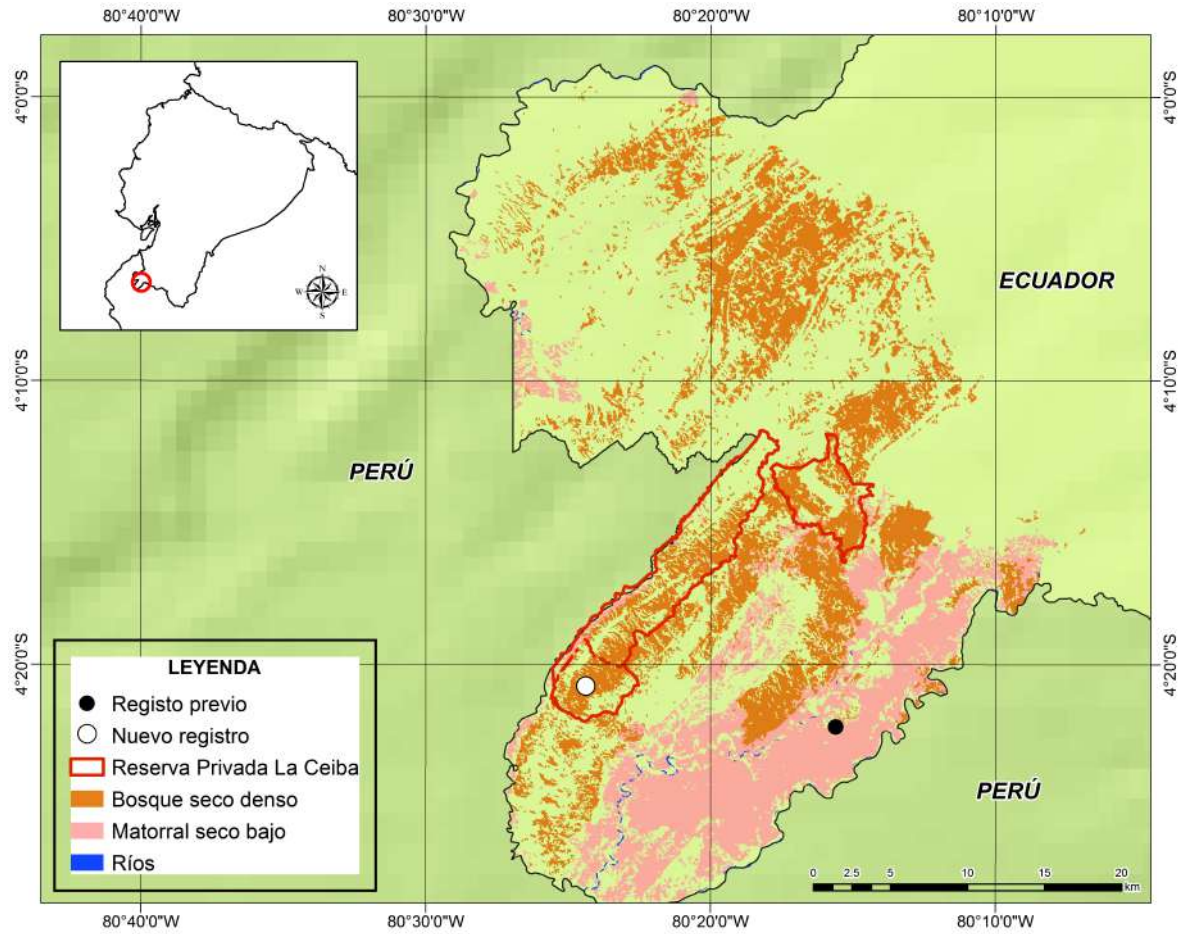 80°40'0"W
80°30'0"W
80°20'0"W
80°10'0"W
4°0'0"S
4°0'0"S
N
W
E
S
ECUADOR
4°10'0"S
4°10'0"S
PERÚ
4°20'0"S
4°20'0"S
LEYENDA
Registo previo
Nuevo registro
Reserva Privada La Ceiba
Bosque seco denso
Matorral seco bajo
Ríos
PERÚ
0 2.5 5 10 15 20
km
80°40'0"W
80°30'0"W
80°20'0"W
80°10'0"W